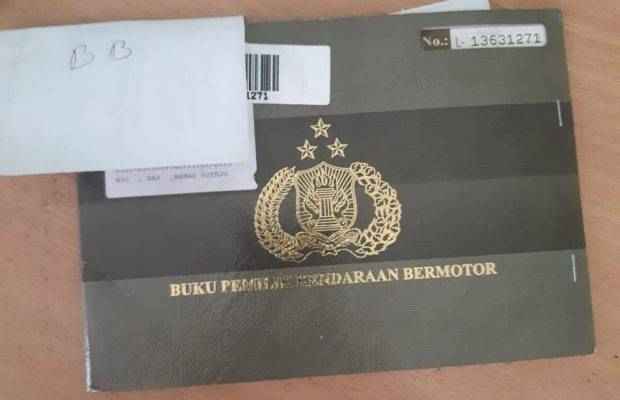 B B
No.: L- 13631271
1271
BUKU PEMILIK KENDARAAN BERMOTOR